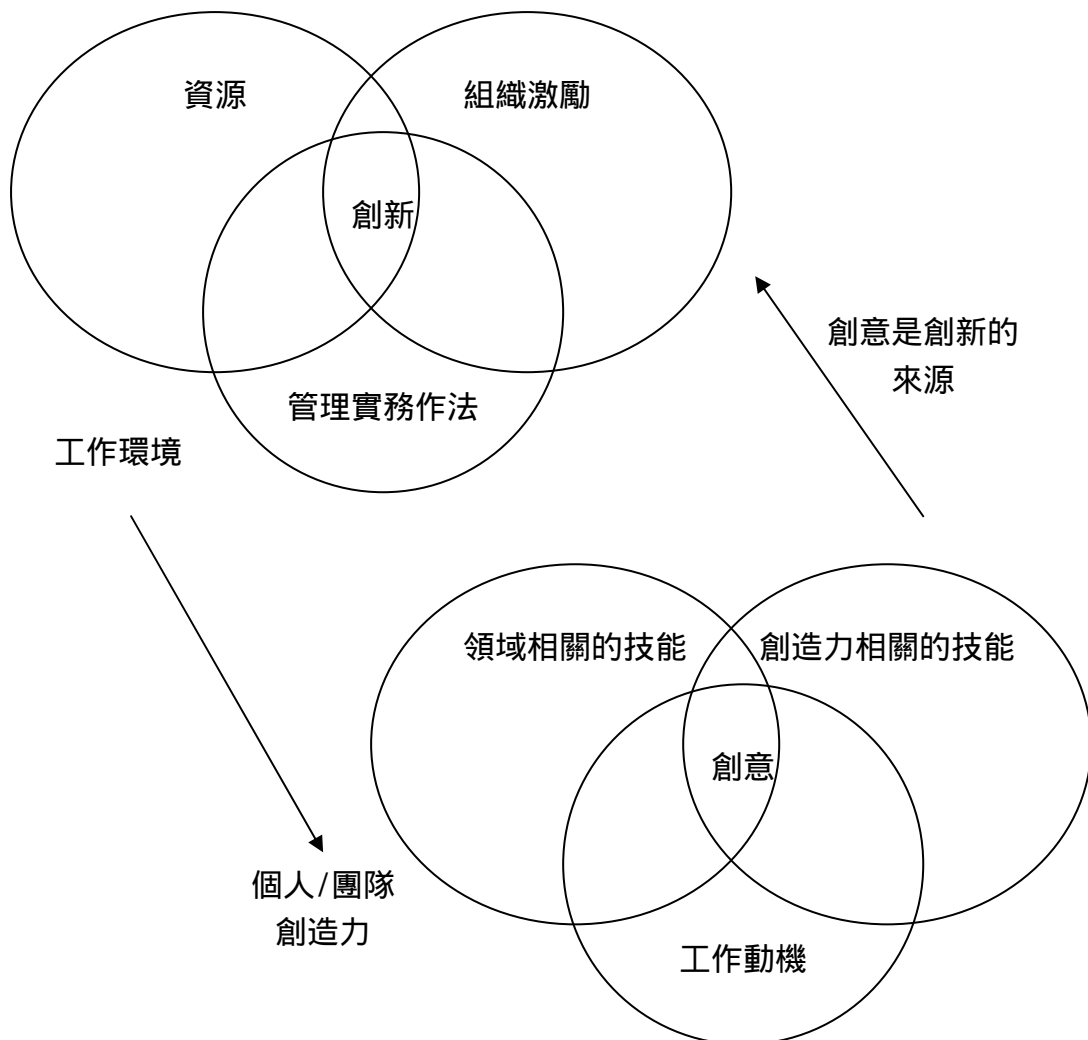 資源
組織激勵
創新
創意是創新的
來源
管理實務作法
工作環境
領域相關的技能
創造力相關的技能
創意
個人/團隊
創造力
工作動機